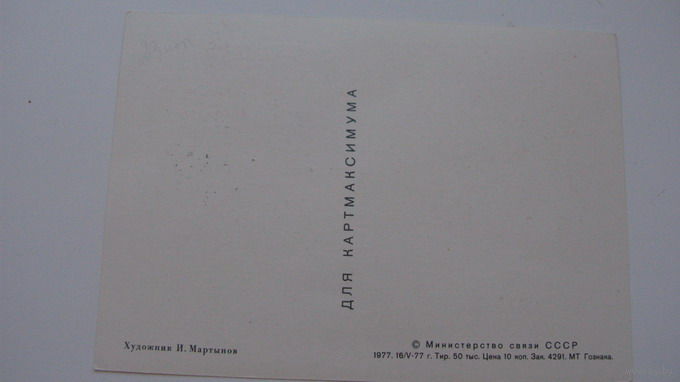 ДЛЯ КАРТМАКСИМУМА
Художник И. Мартынов
© Министерство связи СССР
1977. 16/V-77 г. Тир. 50 тыс. Цена 10 коп. Зак. 4291. МТ Гознака.